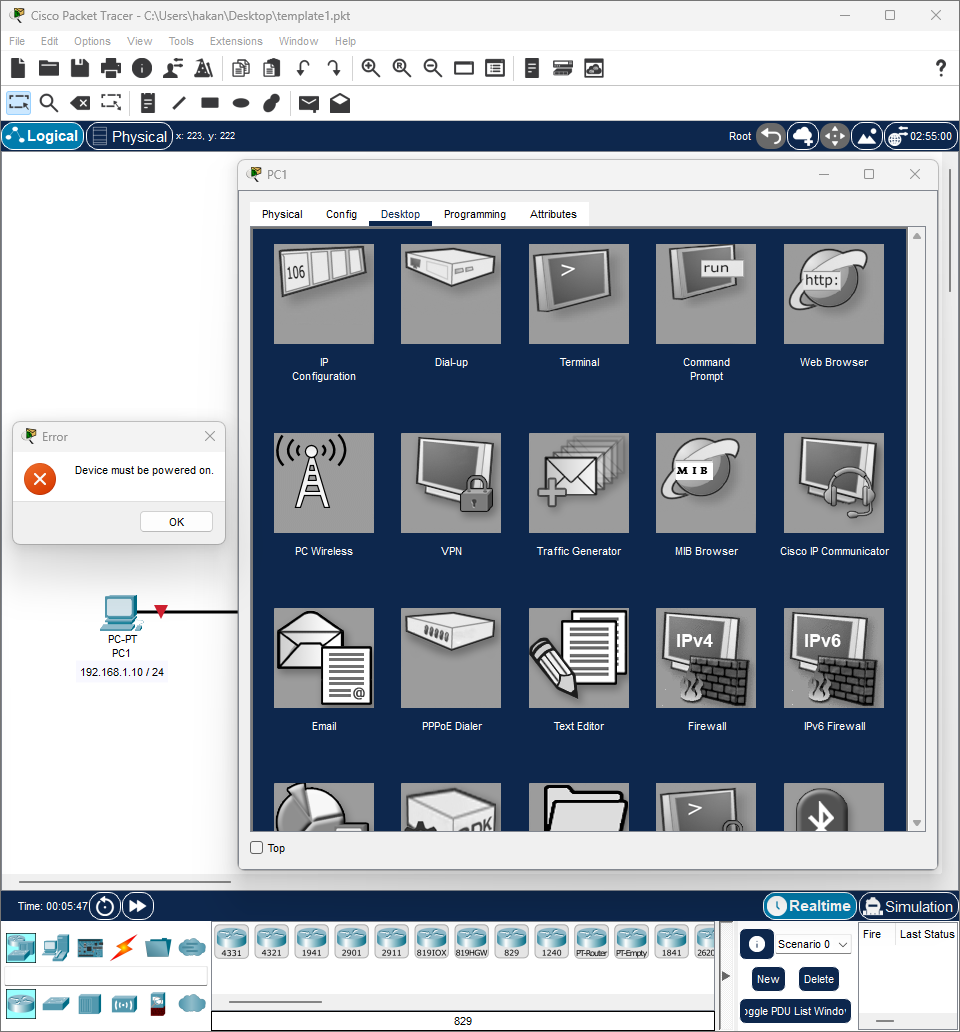 Cisco Packet Tracer - C:\Users\hakan\Desktop\template1.pkt
File Edit Options View Tools Extensions Window Help
?
Logical Physical x: 223, y: 222 Root 02:55:00
PC1
Physical Config Desktop Programming Attributes
106
>
run
http:
IP Configuration
Dial-up
Terminal
Command Prompt
Web Browser
MIB
PC Wireless
VPN
Traffic Generator
MIB Browser
Cisco IP Communicator
@
IPv4
IPv6
Email
PPPoE Dialer
Text Editor
Firewall
IPv6 Firewall
>
Top
Error
Device must be powered on.
OK
PC-PT
PC1
192.168.1.10 / 24
Time: 00:05:47 Realtime Simulation
4331 4321 1941 2901 2911 819IOX 819HGW 829 1240 PT-Router PT-Empty 1841 2620
829
Scenario 0
New Delete
oggle PDU List Windo
Fire Last Status